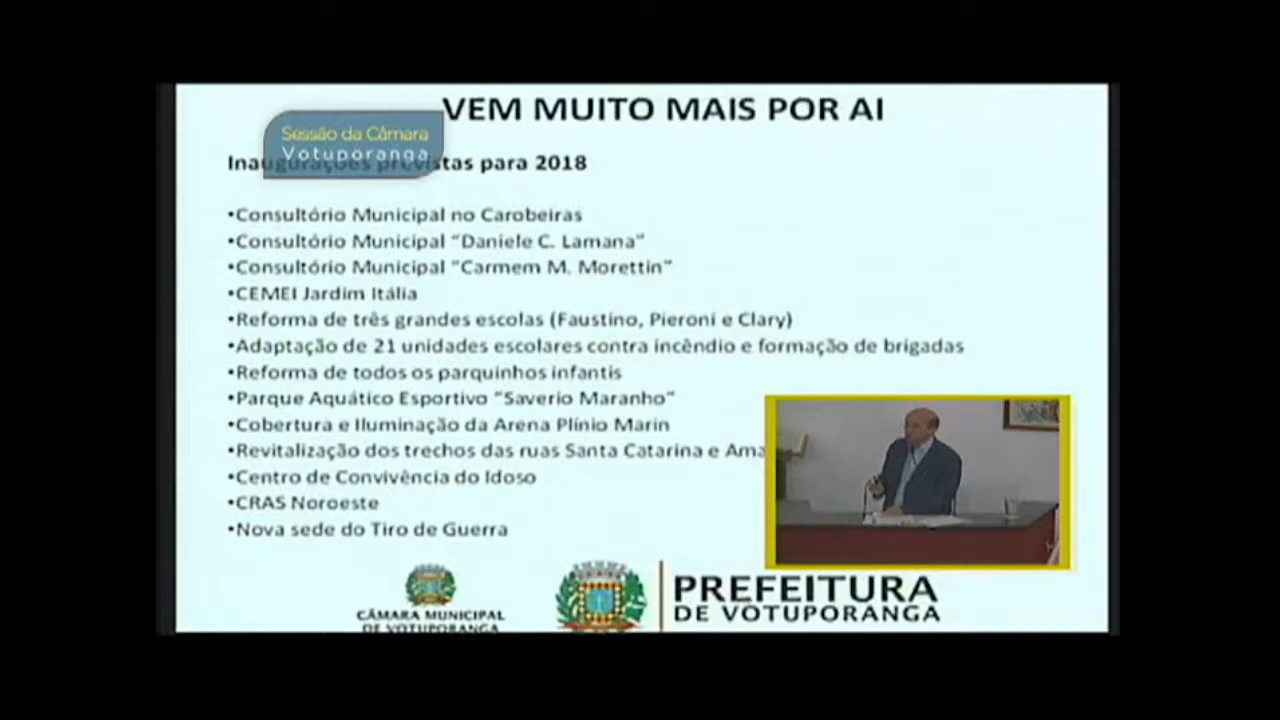 VEM MUITO MAIS POR AI
Sessão da Câmara
Votuporanga
Inaugurações previstas para 2018
•Consultório Municipal no Carobeiras
•Consultório Municipal “Daniele C. Lamana”
•Consultório Municipal “Carmem M. Morettin”
•CEMEI Jardim Itália
•Reforma de três grandes escolas (Faustino, Pieroni e Clary)
•Adaptação de 21 unidades escolares contra incêndio e formação de brigadas
•Reforma de todos os parquinhos infantis
•Parque Aquático Esportivo “Saverio Maranho”
•Cobertura e Iluminação da Arena Plínio Marin
•Revitalização dos trechos das ruas Santa Catarina e Ama
•Centro de Convivência do Idoso
•CRAS Noroeste
•Nova sede do Tiro de Guerra
CÂMARA MUNICIPAL
DE VOTUPORANGA
PREFEITURA
DE VOTUPORANGA